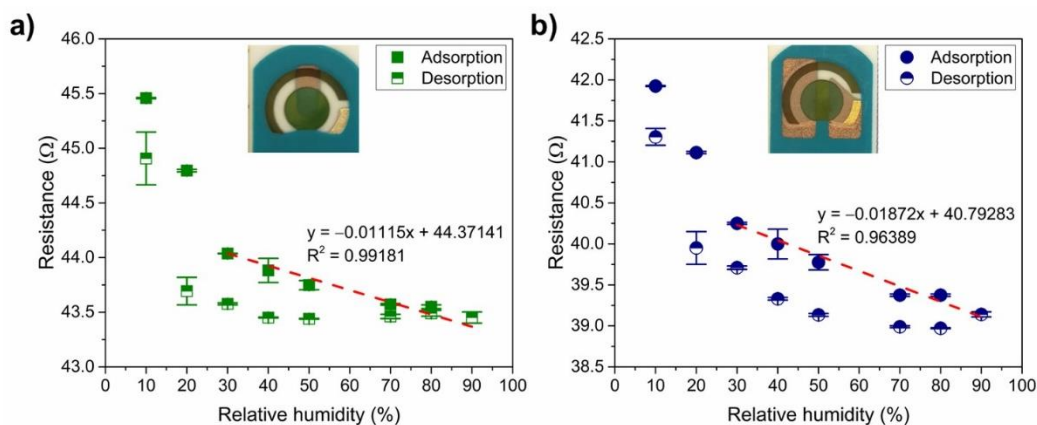 a)
46.0
45.5
45.0
44.5
44.0
43.5
43.0
Resistance (Ω)
Adsorption
Desorption
y = −0.01115x + 44.37141
R² = 0.99181
0 10 20 30 40 50 60 70 80 90 100
Relative humidity (%)
b)
42.5
42.0
41.5
41.0
40.5
40.0
39.5
39.0
38.5
Resistance (Ω)
Adsorption
Desorption
y = −0.01872x + 40.79283
R² = 0.96389
0 10 20 30 40 50 60 70 80 90 100
Relative humidity (%)